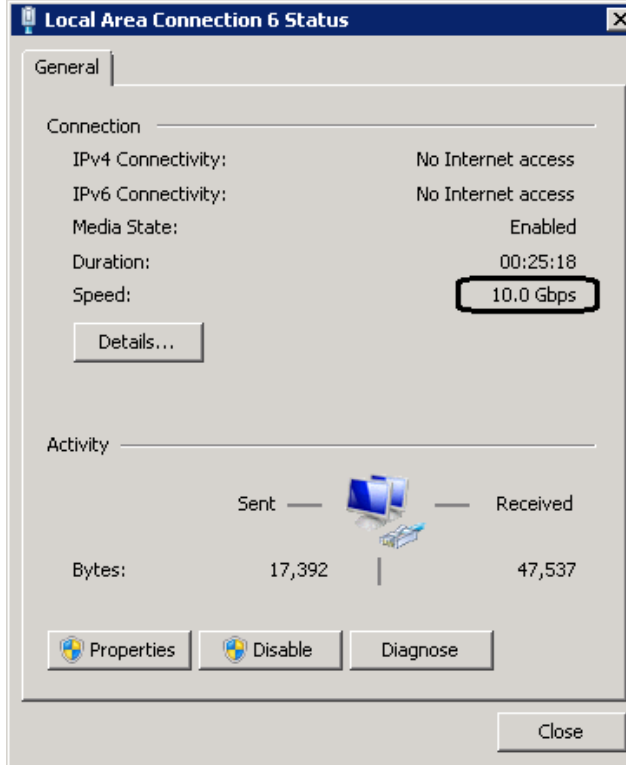 Local Area Connection 6 Status
General
Connection
IPv4 Connectivity: No Internet access
IPv6 Connectivity: No Internet access
Media State: Enabled
Duration: 00:25:18
Speed: 10.0 Gbps
Details...
Activity
Sent Received
Bytes: 17,392 47,537
Properties Disable Diagnose
Close